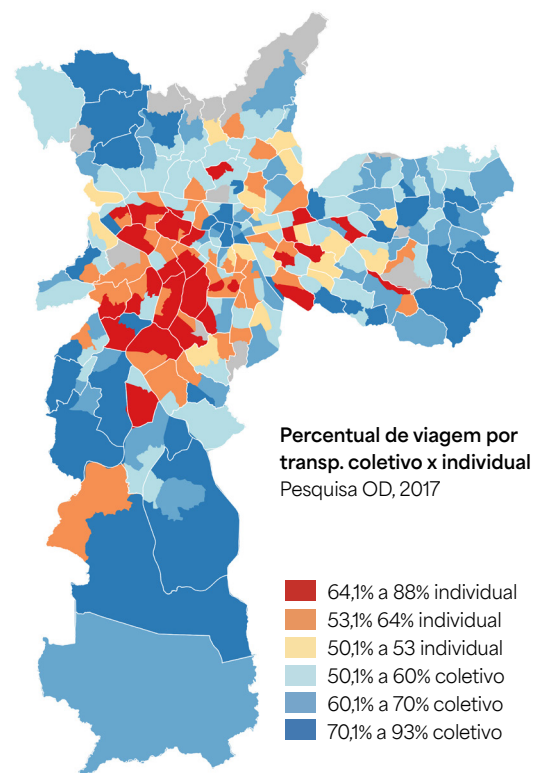 Percentual de viagem por
transp. coletivo x individual
Pesquisa OD, 2017
64,1% a 88% individual
53,1% 64% individual
50,1% a 53 individual
50,1% a 60% coletivo
60,1% a 70% coletivo
70,1% a 93% coletivo